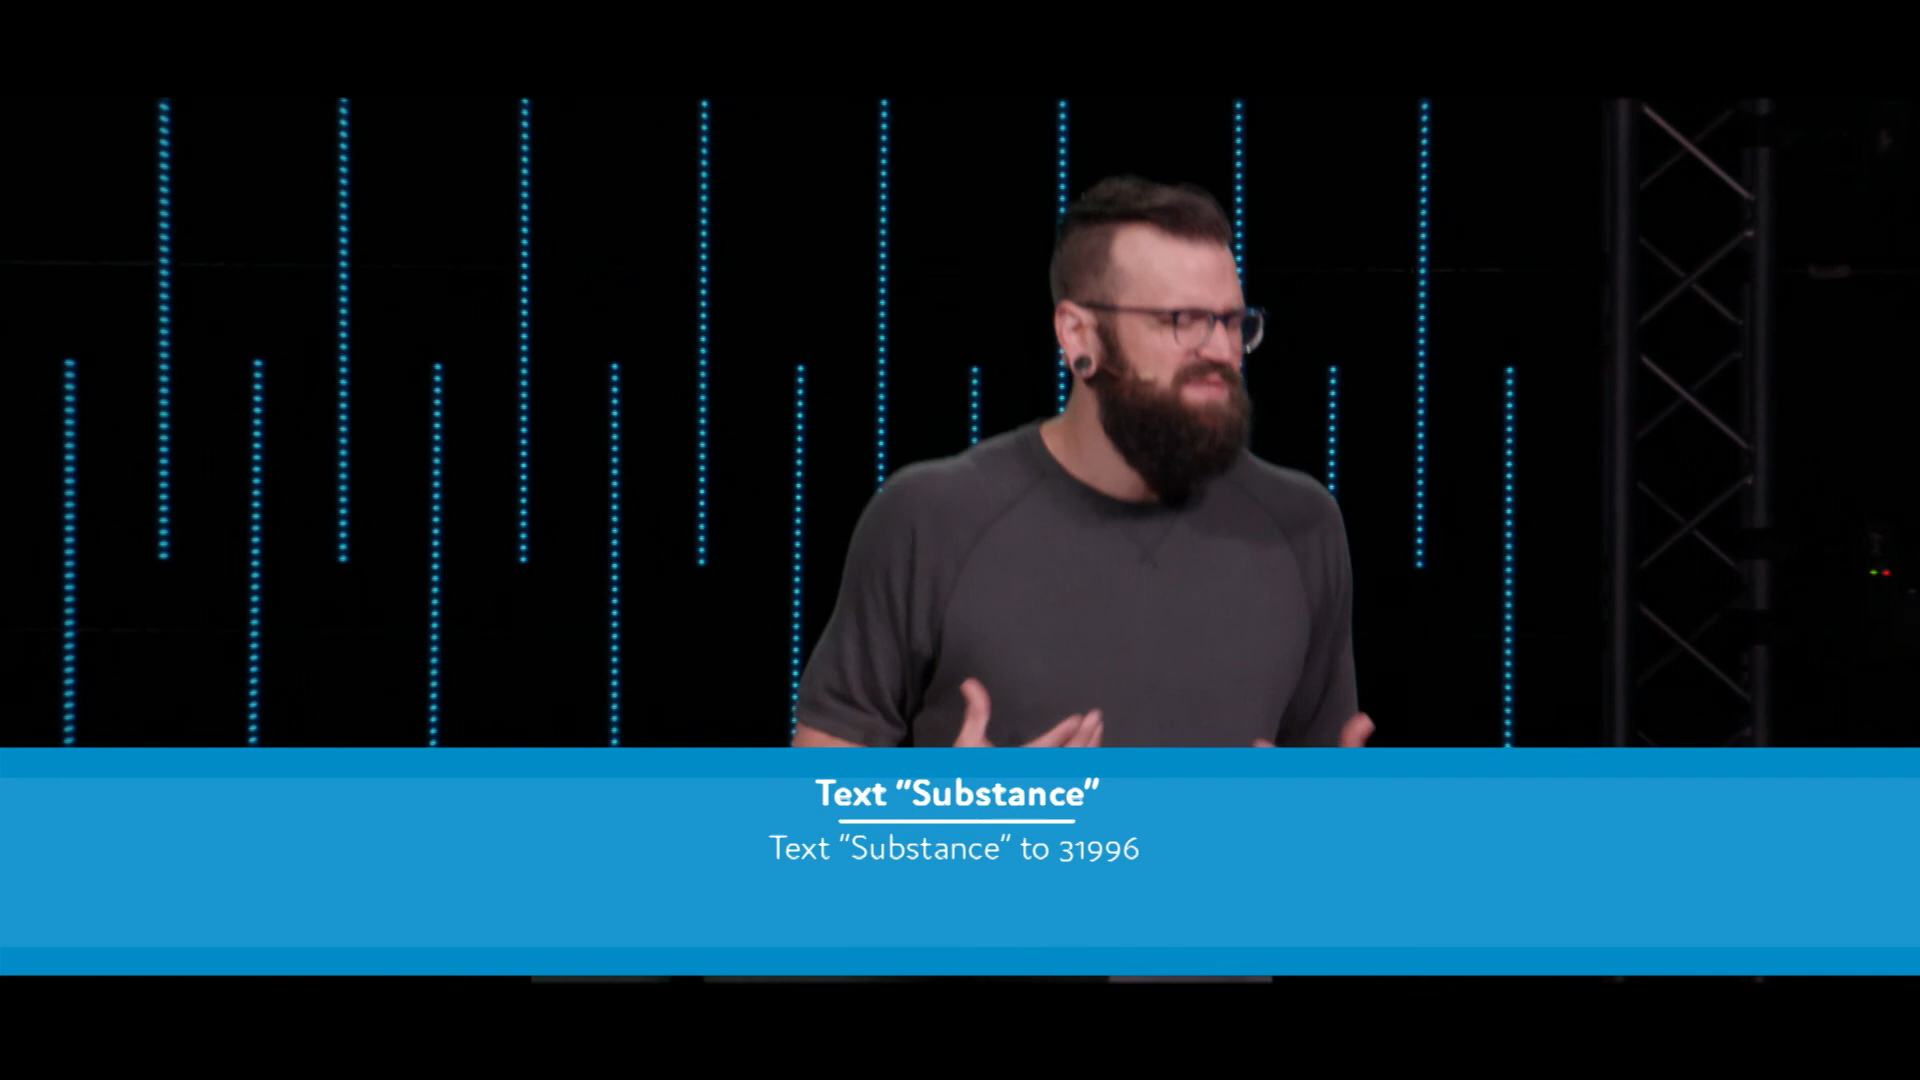 Text “Substance”
Text “Substance” to 31996